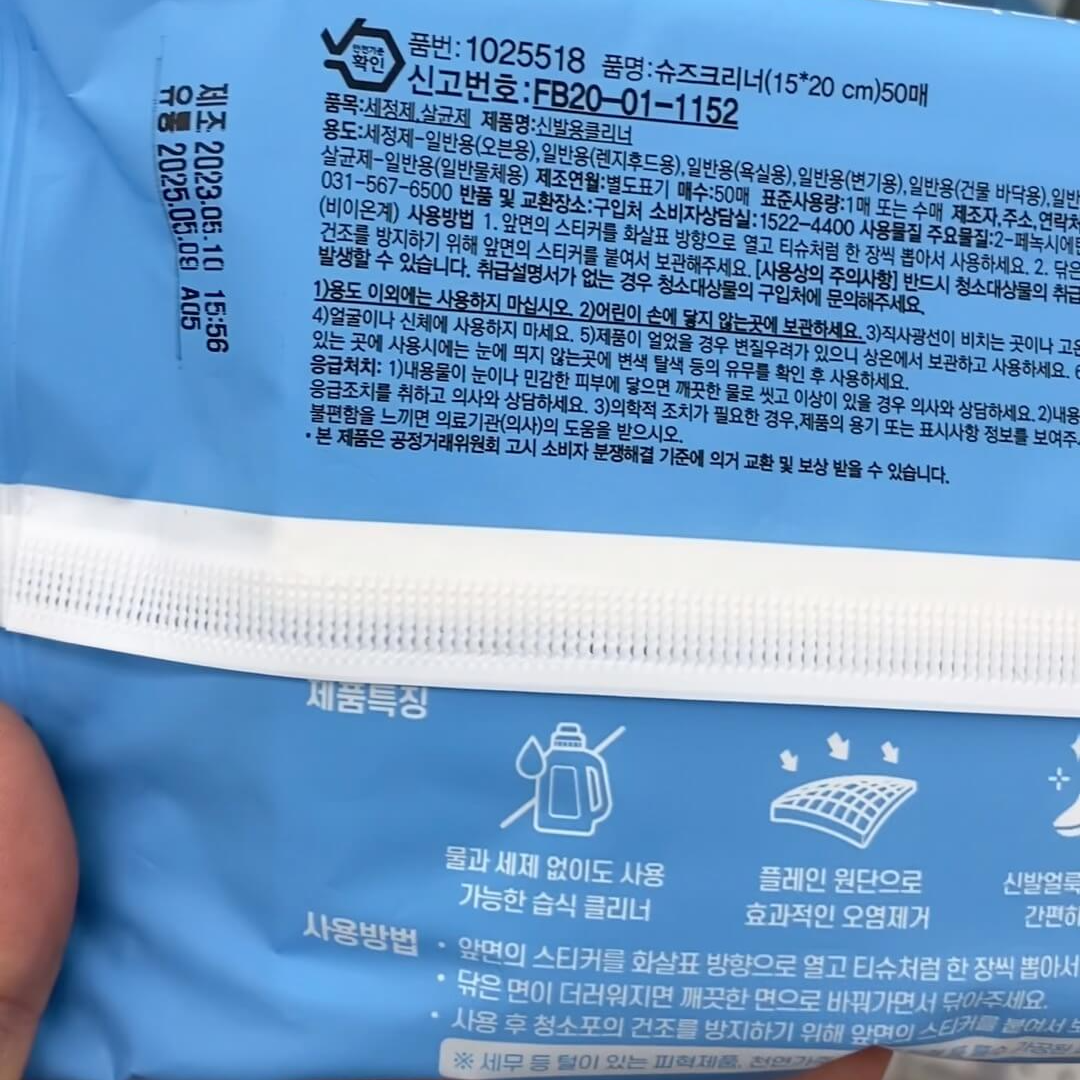 안전기준
확인
품번:1025518 품명:슈즈크리너(15*20 cm)50매
신고번호:FB20-01-1152
품목:세정제,살균제 제품명:신발용클리너
용도:세정제-일반용(오븐용),일반용(렌지후드용),일반용(욕실용),일반용(변기용),일반용(건물 바닥용),일반
살균제-일반용(일반물체용) 제조연월:별도표기 매수:50매 표준사용량:1매 또는 수매 제조자,주소,연락처
031-567-6500 반품 및 교환장소:구입처 소비자상담실:1522-4400 사용물질 주요물질:2-페녹시에
(비이온계) 사용방법 1.앞면의 스티커를 화살표 방향으로 열고 티슈처럼 한 장씩 뽑아서 사용하세요. 2. 닦은
건조를 방지하기 위해 앞면의 스티커를 붙여서 보관해주세요. [사용상의 주의사항] 반드시 청소대상물의 취급
발생할 수 있습니다. 취급설명서가 없는 경우 청소대상물의 구입처에 문의해주세요.
1)용도 이외에는 사용하지 마십시오. 2)어린이 손에 닿지 않는곳에 보관하세요. 3)직사광선이 비치는 곳이나 고온
4)얼굴이나 신체에 사용하지 마세요. 5)제품이 얼었을 경우 변질우려가 있으니 상온에서 보관하고 사용하세요. 6
있는 곳에 사용시에는 눈에 띄지 않는곳에 변색 탈색 등의 유무를 확인 후 사용하세요.
응급처치: 1)내용물이 눈이나 민감한 피부에 닿으면 깨끗한 물로 씻고 이상이 있을 경우 의사와 상담하세요. 2)내용
응급조치를 취하고 의사와 상담하세요. 3)의학적 조치가 필요한 경우,제품의 용기 또는 표시사항 정보를 보여주
불편함을 느끼면 의료기관(의사)의 도움을 받으시오.
• 본 제품은 공정거래위원회 고시 소비자 분쟁해결 기준에 의거 교환 및 보상 받을 수 있습니다.
제조 2023.05.10 15:56
유통 2025.05.09 A05
제품특징
물과 세제 없이도 사용
가능한 습식 클리너
플레인 원단으로
효과적인 오염제거
신발얼룩
간편하
사용방법
• 앞면의 스티커를 화살표 방향으로 열고 티슈처럼 한 장씩 뽑아서
• 닦은 면이 더러워지면 깨끗한 면으로 바꿔가면서 닦아주세요.
• 사용 후 청소포의 건조를 방지하기 위해 앞면의 스티커를 붙여서 보
※ 세무 등 털이 있는 피혁제품, 천연가죽